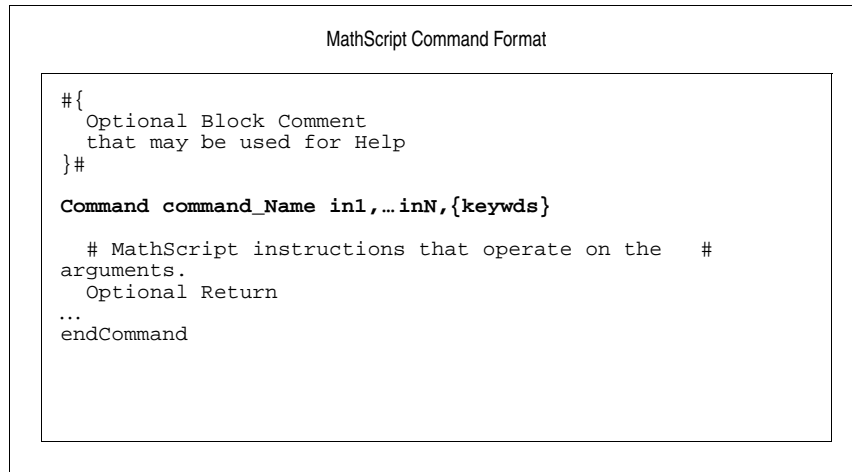 MathScript Command Format
#{
  Optional Block Comment
  that may be used for Help
}#
Command command_Name in1,…inN,{keywds}
  # MathScript instructions that operate on the   #
arguments.
  Optional Return
…
endCommand